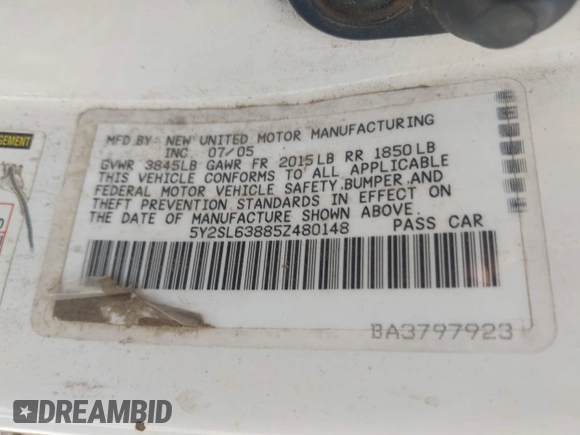 MFD.BY: NEW UNITED MOTOR MANUFACTURING
INC. 07/05
GVWR 3845LB GAWR FR 2015LB RR 1850LB
THIS VEHICLE CONFORMS TO ALL APPLICABLE
FEDERAL MOTOR VEHICLE SAFETY,BUMPER,AND
THEFT PREVENTION STANDARDS IN EFFECT ON
THE DATE OF MANUFACTURE SHOWN ABOVE.
5Y2SL63885Z480148 PASS CAR
BA3797923
DREAMBID